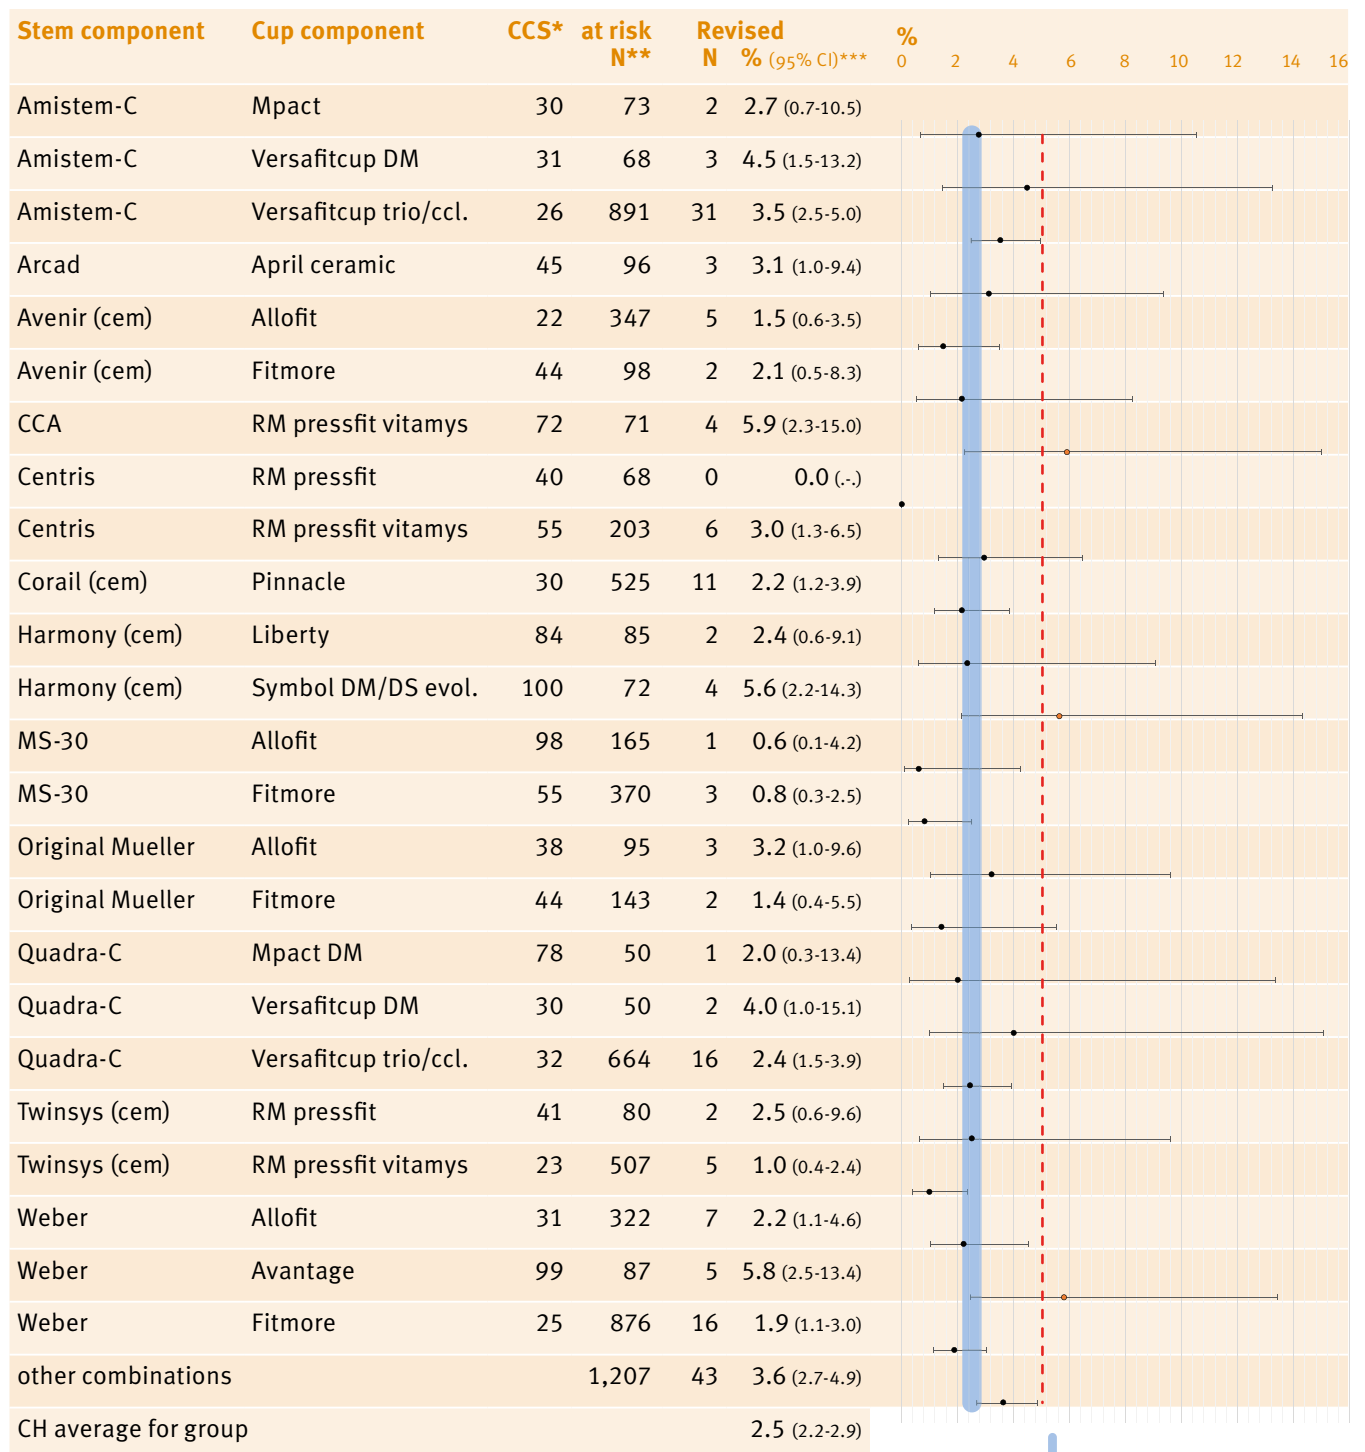 Stem component Cup component CCS* at risk Revised %
N** N % (95% CI)*** 0 2 4 6 8 10 12 14 16
Amistem-C Mpact 30 73 2 2.7 (0.7-10.5)
Amistem-C Versafitcup DM 31 68 3 4.5 (1.5-13.2)
Amistem-C Versafitcup trio/ccl. 26 891 31 3.5 (2.5-5.0)
Arcad April ceramic 45 96 3 3.1 (1.0-9.4)
Avenir (cem) Allofit 22 347 5 1.5 (0.6-3.5)
Avenir (cem) Fitmore 44 98 2 2.1 (0.5-8.3)
CCA RM pressfit vitamys 72 71 4 5.9 (2.3-15.0)
Centris RM pressfit 40 68 0 0.0 (.-.)
Centris RM pressfit vitamys 55 203 6 3.0 (1.3-6.5)
Corail (cem) Pinnacle 30 525 11 2.2 (1.2-3.9)
Harmony (cem) Liberty 84 85 2 2.4 (0.6-9.1)
Harmony (cem) Symbol DM/DS evol. 100 72 4 5.6 (2.2-14.3)
MS-30 Allofit 98 165 1 0.6 (0.1-4.2)
MS-30 Fitmore 55 370 3 0.8 (0.3-2.5)
Original Mueller Allofit 38 95 3 3.2 (1.0-9.6)
Original Mueller Fitmore 44 143 2 1.4 (0.4-5.5)
Quadra-C Mpact DM 78 50 1 2.0 (0.3-13.4)
Quadra-C Versafitcup DM 30 50 2 4.0 (1.0-15.1)
Quadra-C Versafitcup trio/ccl. 32 664 16 2.4 (1.5-3.9)
Twinsys (cem) RM pressfit 41 80 2 2.5 (0.6-9.6)
Twinsys (cem) RM pressfit vitamys 23 507 5 1.0 (0.4-2.4)
Weber Allofit 31 322 7 2.2 (1.1-4.6)
Weber Avantage 99 87 5 5.8 (2.5-13.4)
Weber Fitmore 25 876 16 1.9 (1.1-3.0)
other combinations 1,207 43 3.6 (2.7-4.9)
CH average for group 2.5 (2.2-2.9)